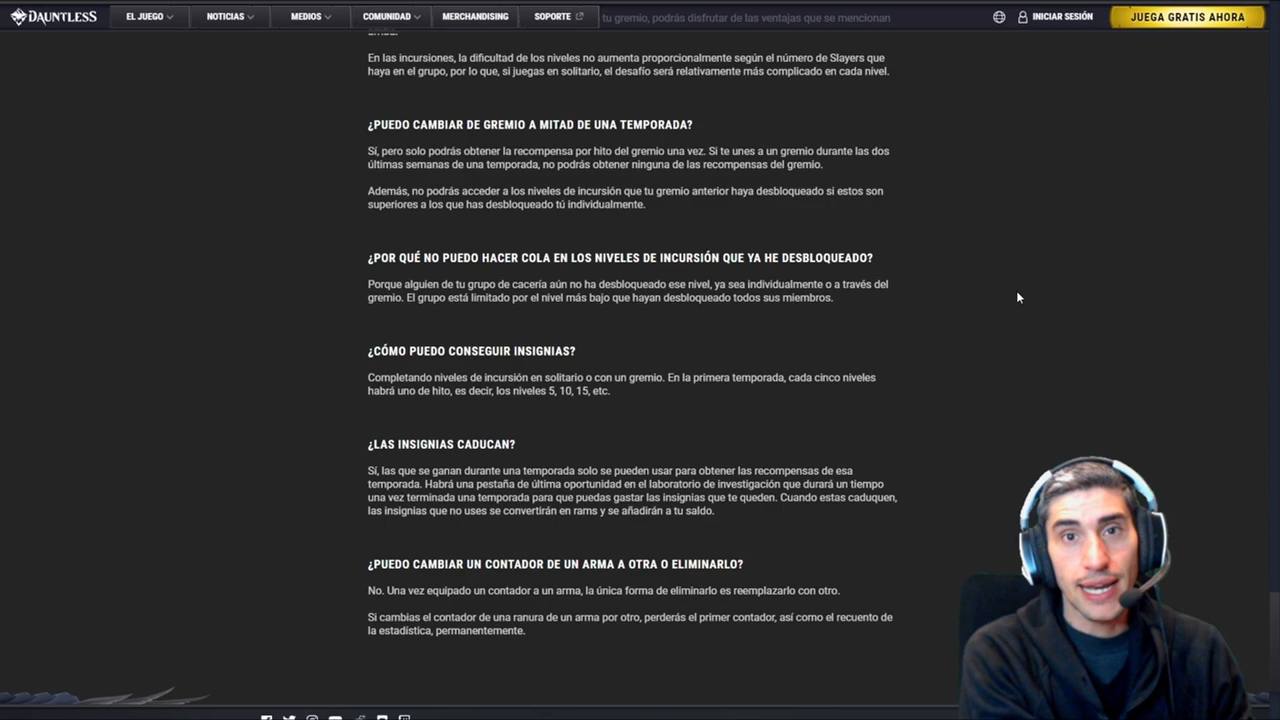 DAUNTLESS
EL JUEGO
NOTICIAS
MEDIOS
COMUNIDAD
MERCHANDISING
SOPORTE
tu gremio, podrás disfrutar de las ventajas que se mencionan
INICIAR SESIÓN
JUEGA GRATIS AHORA
En las incursiones, la dificultad de los niveles no aumenta proporcionalmente según el número de Slayers que
haya en el grupo, por lo que, si juegas en solitario, el desafío será relativamente más complicado en cada nivel.
¿PUEDO CAMBIAR DE GREMIO A MITAD DE UNA TEMPORADA?
Sí, pero solo podrás obtener la recompensa por hito del gremio una vez. Si te unes a un gremio durante las dos
últimas semanas de una temporada, no podrás obtener ninguna de las recompensas del gremio.
Además, no podrás acceder a los niveles de incursión que tu gremio anterior haya desbloqueado si estos son
superiores a los que has desbloqueado tú individualmente.
¿POR QUÉ NO PUEDO HACER COLA EN LOS NIVELES DE INCURSIÓN QUE YA HE DESBLOQUEADO?
Porque alguien de tu grupo de cacería aún no ha desbloqueado ese nivel, ya sea individualmente o a través del
gremio. El grupo está limitado por el nivel más bajo que hayan desbloqueado todos sus miembros.
¿CÓMO PUEDO CONSEGUIR INSIGNIAS?
Completando niveles de incursión en solitario o con un gremio. En la primera temporada, cada cinco niveles
habrá uno de hito, es decir, los niveles 5, 10, 15, etc.
¿LAS INSIGNIAS CADUCAN?
Sí, las que se ganan durante una temporada solo se pueden usar para obtener las recompensas de esa
temporada. Habrá una pestaña de última oportunidad en el laboratorio de investigación que durará un tiempo
una vez terminada una temporada para que puedas gastar las insignias que te queden. Cuando estas caduquen,
las insignias que no uses se convertirán en rams y se añadirán a tu saldo.
¿PUEDO CAMBIAR UN CONTADOR DE UN ARMA A OTRA O ELIMINARLO?
No. Una vez equipado un contador a un arma, la única forma de eliminarlo es reemplazarlo con otro.
Si cambias el contador de una ranura de un arma por otro, perderás el primer contador, así como el recuento de
la estadística, permanentemente.